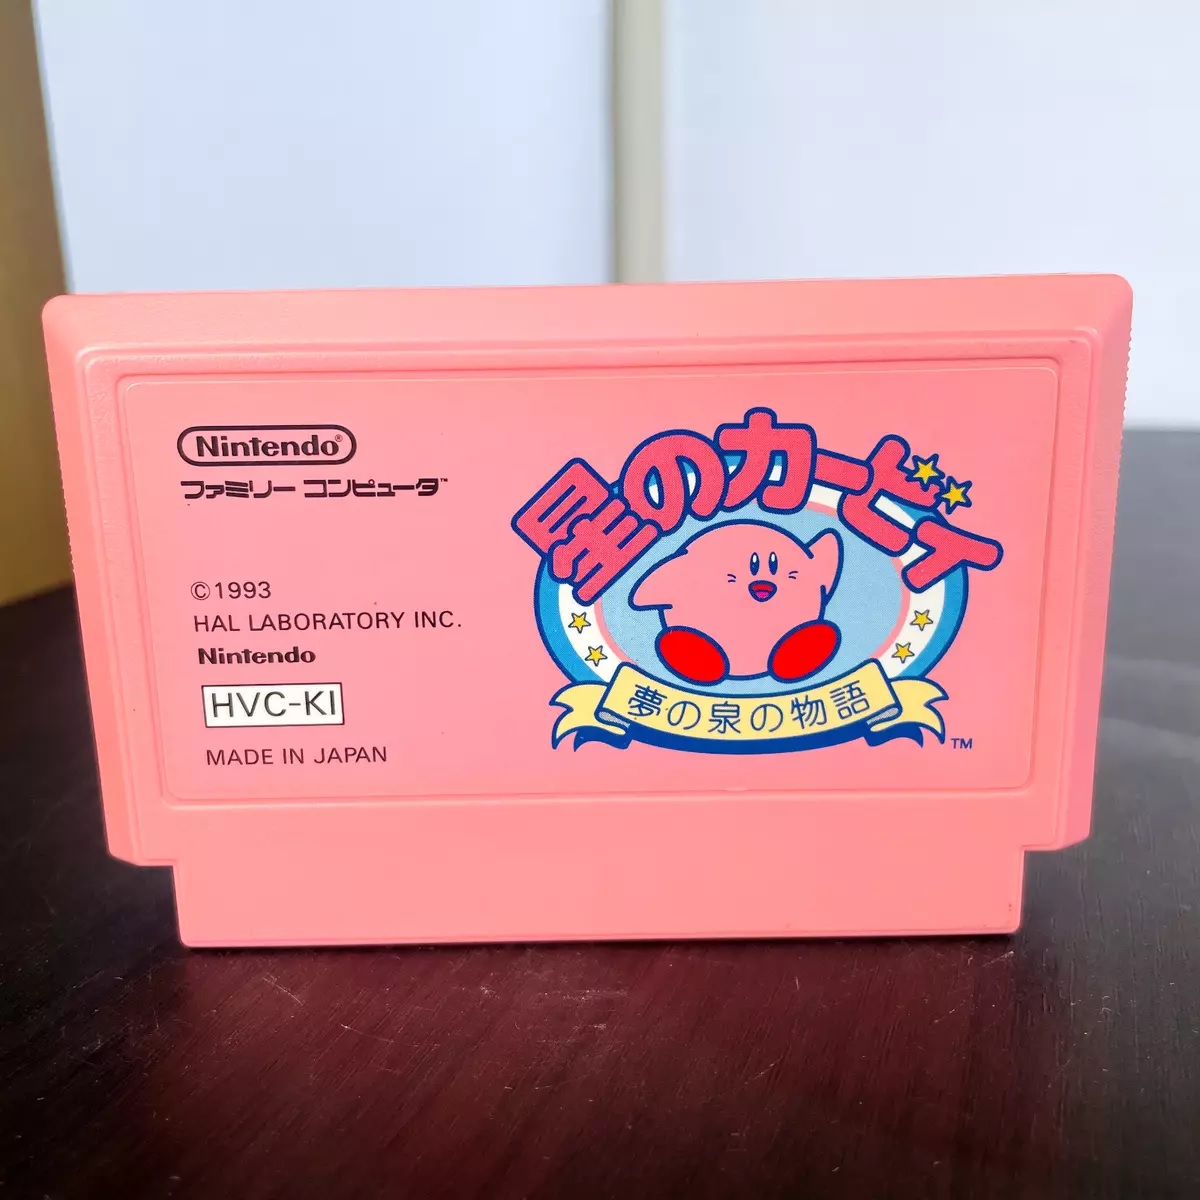 Nintendo®
ファミリー コンピュータ™
©1993
HAL LABORATORY INC.
Nintendo
HVC-KI
MADE IN JAPAN
星のカービィ
夢の泉の物語
TM